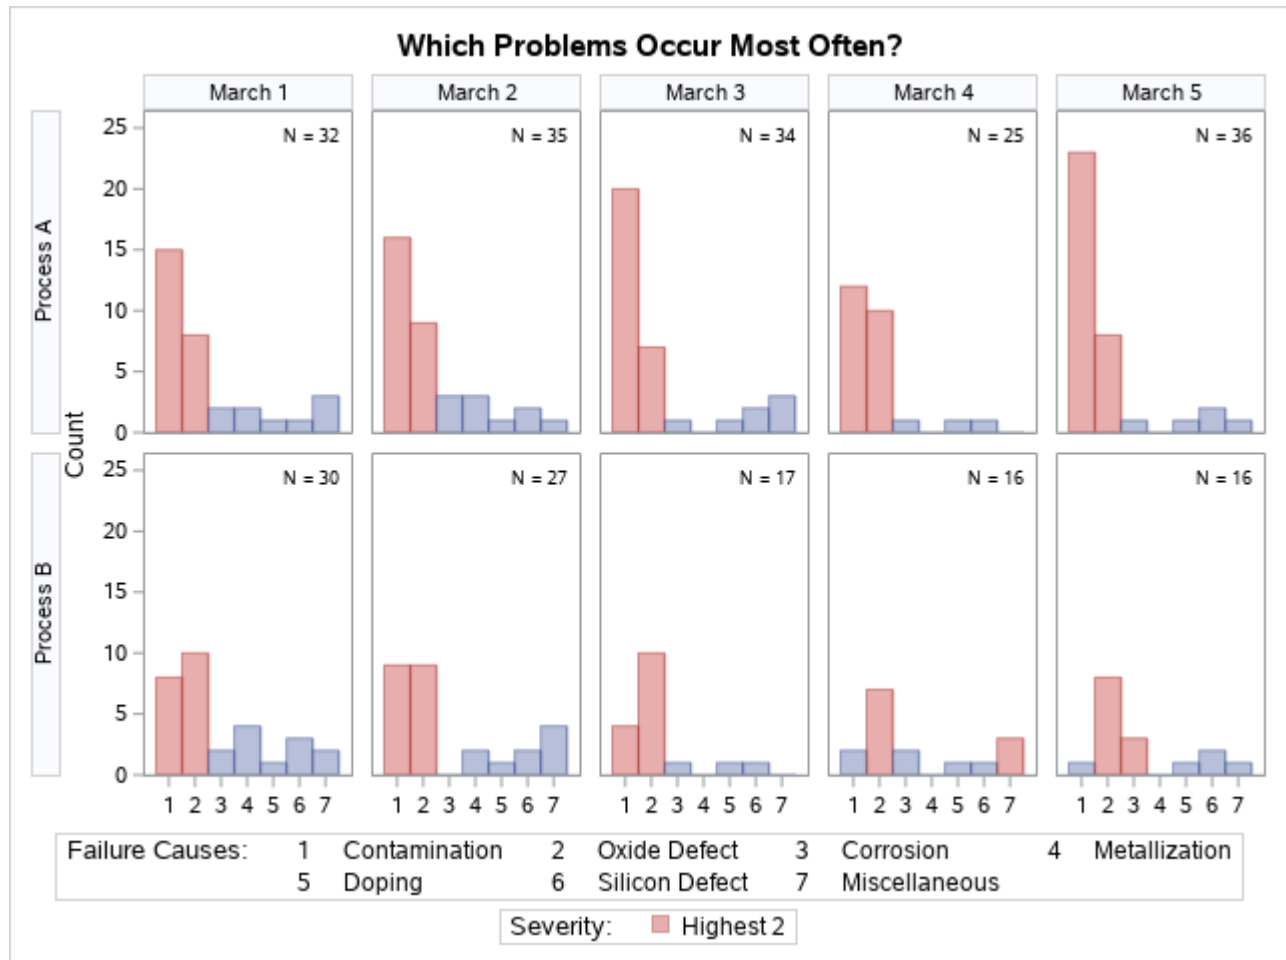 Which Problems Occur Most Often?
March 1 March 2 March 3 March 4 March 5
Process A
Count
25
20
15
10
5
0
N = 32 N = 35 N = 34 N = 25 N = 36
Process B
25
20
15
10
5
0
N = 30 N = 27 N = 17 N = 16 N = 16
1 2 3 4 5 6 7 1 2 3 4 5 6 7 1 2 3 4 5 6 7 1 2 3 4 5 6 7 1 2 3 4 5 6 7
Failure Causes: 1 Contamination 2 Oxide Defect 3 Corrosion 4 Metallization
5 Doping 6 Silicon Defect 7 Miscellaneous
Severity: Highest 2